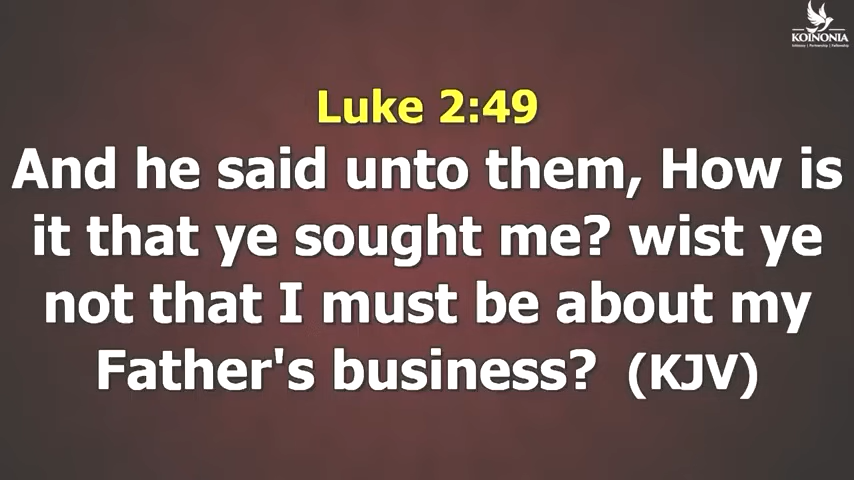 KOINONIA
Luke 2:49
And he said unto them, How is
it that ye sought me? wist ye
not that I must be about my
Father's business? (KJV)